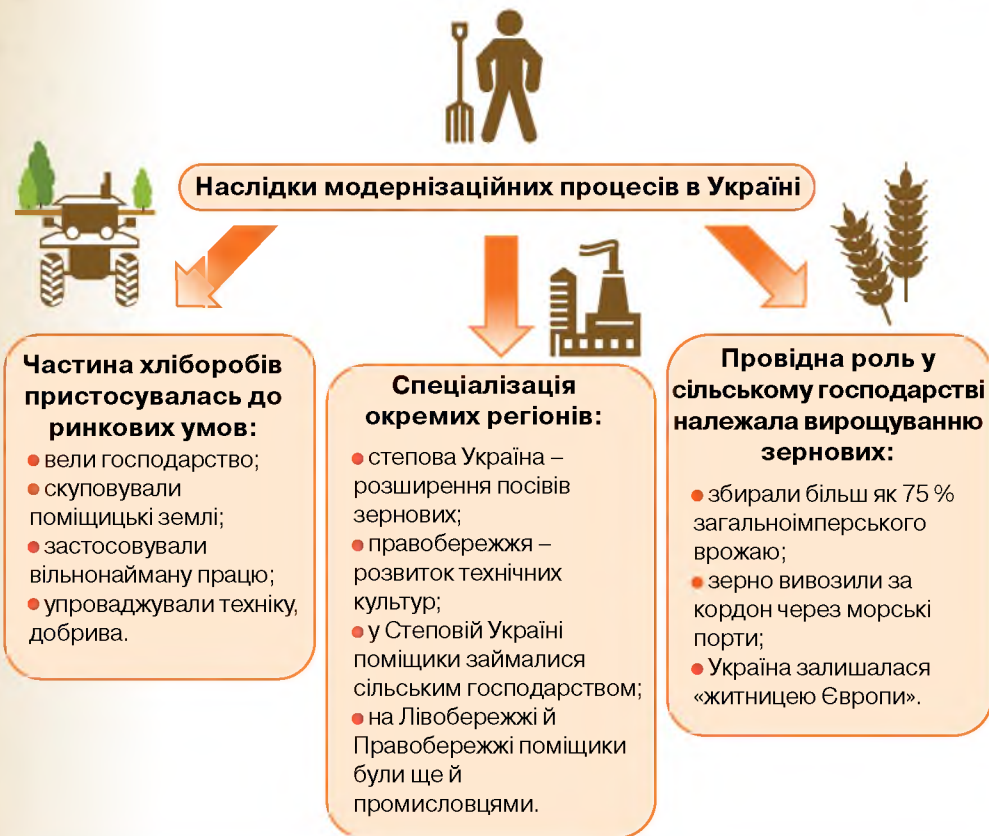 Наслідки модернізаційних процесів в Україні
Частина хліборобів
пристосувалась до
ринкових умов:
● вели господарство;
● скуповували
поміщицькі землі;
● застосовували
вільнонайману працю;
● упроваджували техніку,
добрива.
Спеціалізація
окремих регіонів:
● степова Україна –
розширення посівів
зернових;
● правобережжя –
розвиток технічних
культур;
● у Степовій Україні
поміщики займалися
сільським господарством;
● на Лівобережжі й
Правобережжі поміщики
були ще й
промисловцями.
Провідна роль у
сільському господарстві
належала вирощуванню
зернових:
● збирали більш як 75 %
загальноімперського
врожаю;
● зерно вивозили за
кордон через морські
порти;
● Україна залишалася
«житницею Європи».